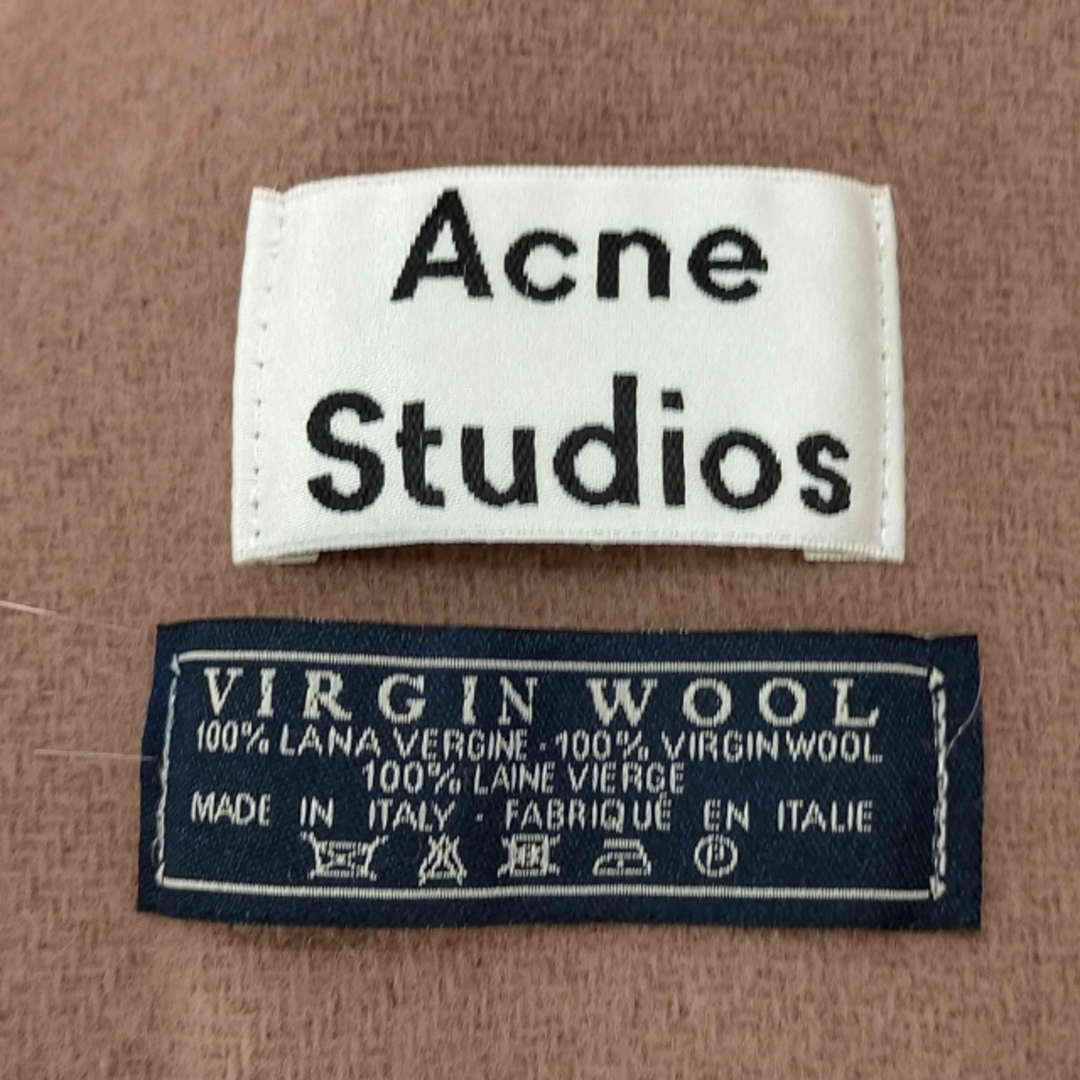 Acne
Studios
VIRGIN WOOL
100% LANA VERGINE · 100% VIRGIN WOOL
100% LAINE VIERGE
MADE IN ITALY · FABRIQUÉ EN ITALIE
P